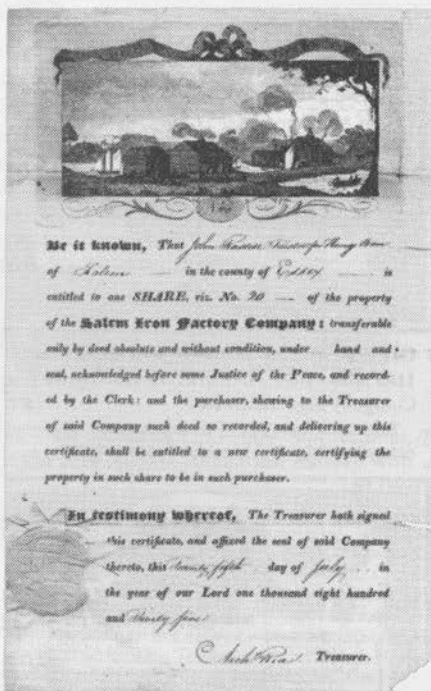 Be it known, That John
of Salem in the county of Essex is
entitled to one SHARE, viz. No. 20 of the property
of the Salem Iron Factory Company: transferable
only by deed absolute and without condition, under hand and
seal, acknowledged before some Justice of the Peace, and record-
ed by the Clerk: and the purchaser, shewing to the Treasurer
of said Company such deed so recorded, and delivering up this
certificate, shall be entitled to a new certificate, certifying the
property in such share to be in such purchaser.
In testimony whereof, The Treasurer hath signed
this certificate, and affixed the seal of said Company
thereto, this twenty fifth day of July in
the year of our Lord one thousand eight hundred
and five
Treasurer.